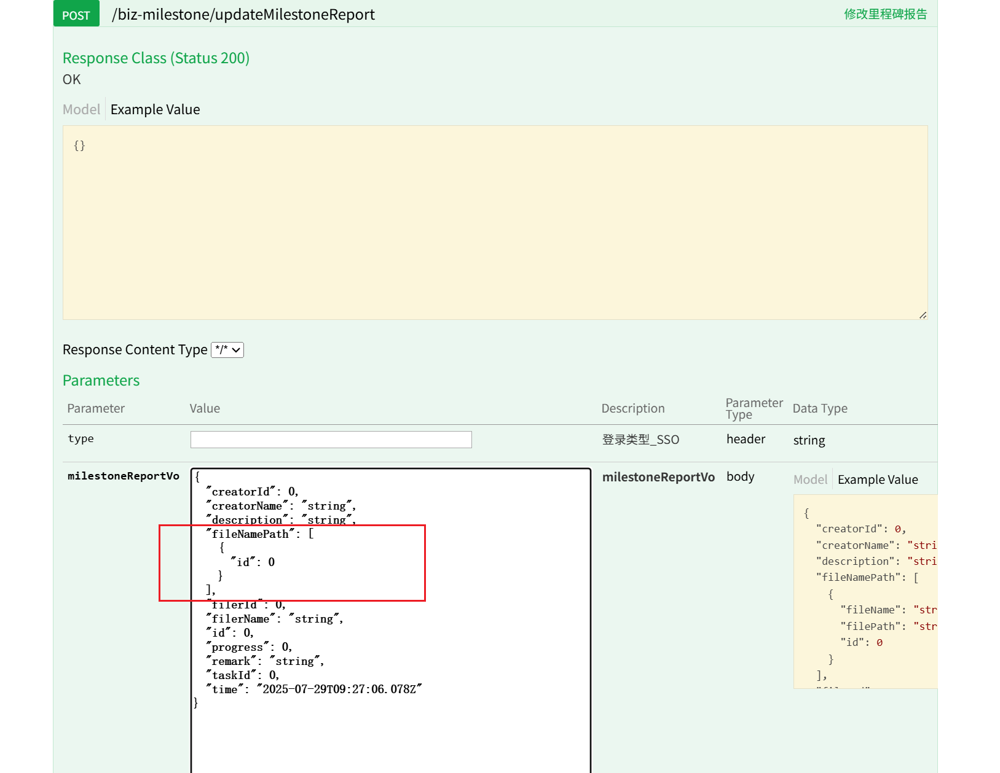 POST /biz-milestone/updateMilestoneReport 修改里程碑报告
Response Class (Status 200)
OK
Model Example Value
{}
Response Content Type */*
Parameters
Parameter Value Description Parameter Type Data Type
type 登录类型_SSO header string
milestoneReportVo
{
"creatorId": 0,
"creatorName": "string",
"description": "string",
"fileNamePath": [
{
"id": 0
}
],
"filerId": 0,
"filerName": "string",
"id": 0,
"progress": 0,
"remark": "string",
"taskId": 0,
"time": "2025-07-29T09:27:06.078Z"
}
milestoneReportVo body
Model Example Value
{
"creatorId": 0,
"creatorName": "stri
"description": "stri
"fileNamePath": [
{
"fileName": "str
"filePath": "str
"id": 0
}
],